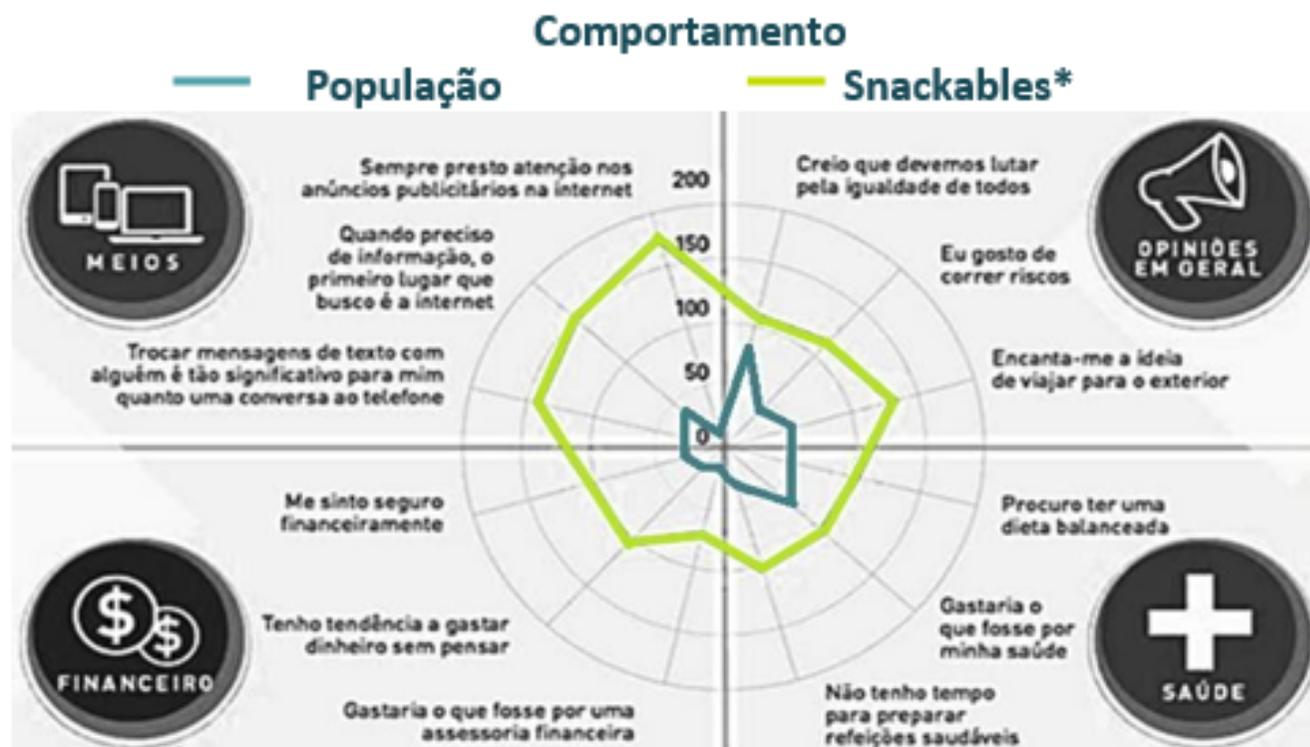 Comportamento
População
Snackables*
MEIOS
Sempre presto atenção nos
anúncios publicitários na internet
Quando preciso
de informação, o
primeiro lugar que
busco é a internet
Trocar mensagens de texto com
alguém é tão significativo para mim
quanto uma conversa ao telefone
200
150
100
50
0
Creio que devemos lutar
pela igualdade de todos
Eu gosto de
correr riscos
Encanta-me a ideia
de viajar para o exterior
OPINIÕES
EM GERAL
Me sinto seguro
financeiramente
Tenho tendência a gastar
dinheiro sem pensar
Gastaria o que fosse por uma
assessoria financeira
FINANCEIRO
Procuro ter uma
dieta balanceada
Gastaria o
que fosse por
minha saúde
Não tenho tempo
para preparar
refeições saudáveis
SAÚDE